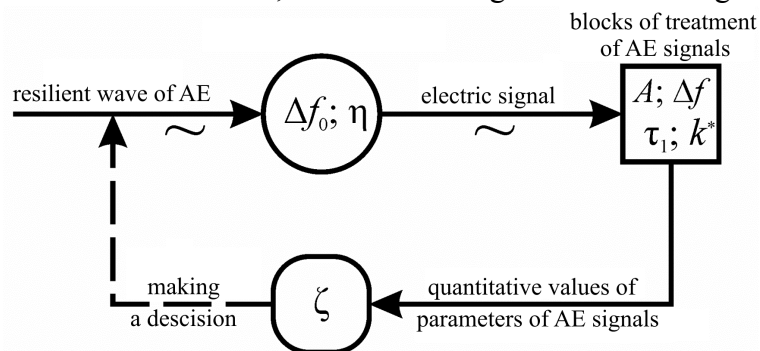 blocks of treatment
of AE signals
resilient wave of AE
~
Δf₀; η
electric signal
~
A; Δf
τ₁; k*
making
a descision
ζ
quantitative values of
parameters of AE signals